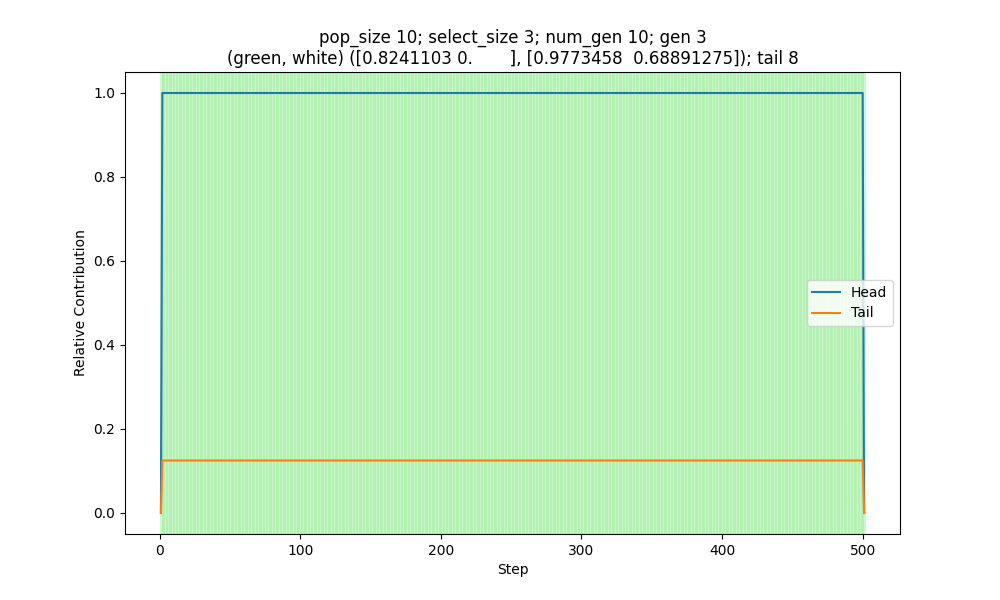 pop_size 10; select_size 3; num_gen 10; gen 3
(green, white) ([0.8241103 0.       ], [0.9773458  0.68891275]); tail 8
1.0
0.8
0.6
0.4
0.2
0.0
Relative Contribution
Head
Tail
0
100
200
300
400
500
Step